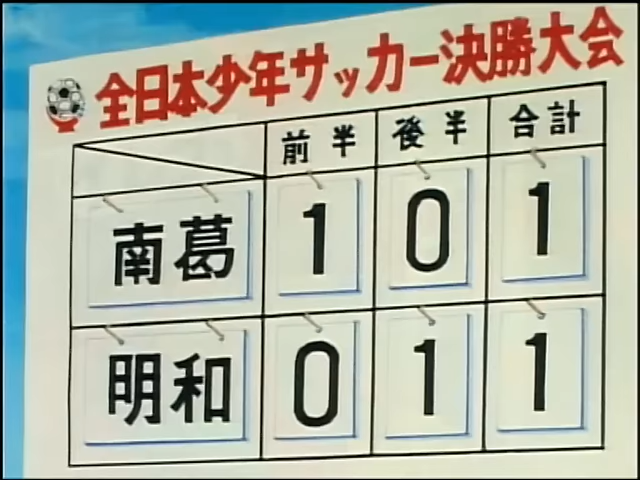 全日本少年サッカー決勝大会
前半 後半 合計
南葛 1 0 1
明和 0 1 1